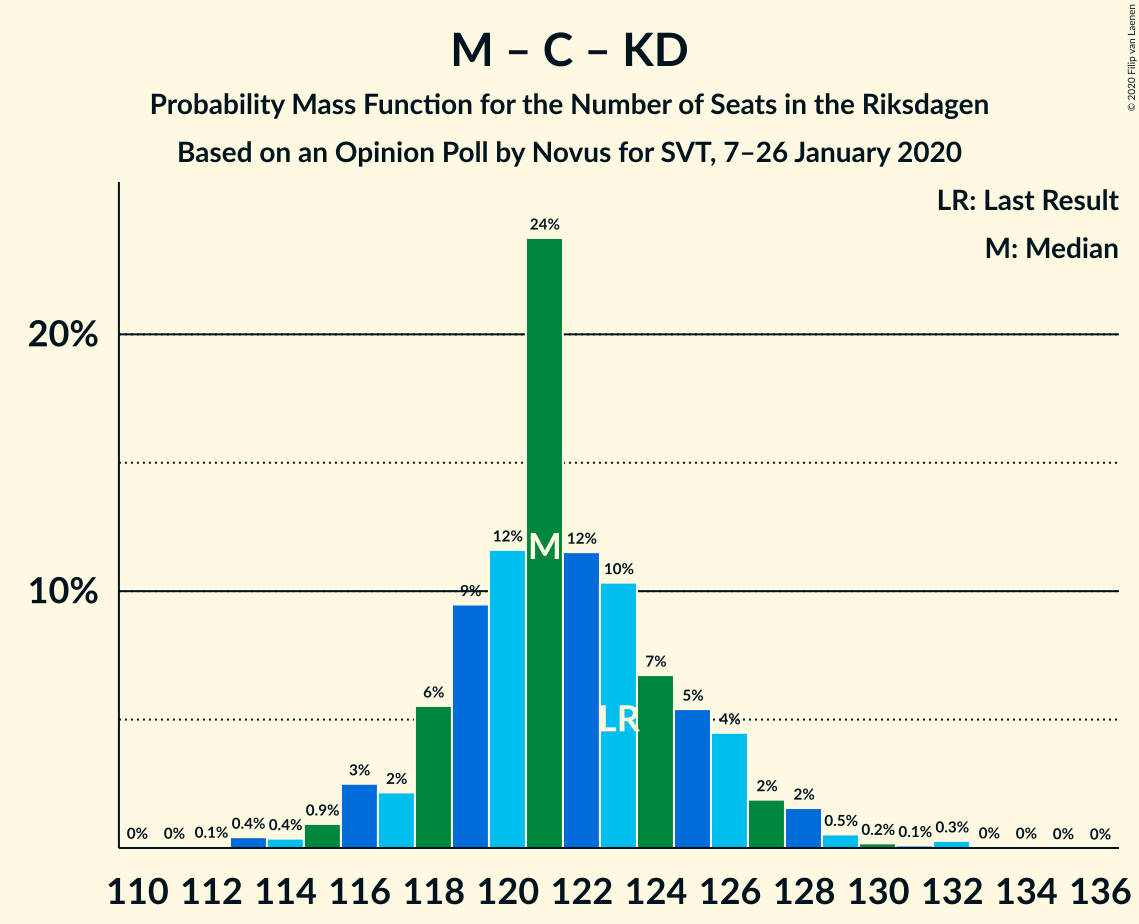 M – C – KD
Probability Mass Function for the Number of Seats in the Riksdagen
Based on an Opinion Poll by Novus for SVT, 7–26 January 2020
© 2020 Filip van Laenen
LR: Last Result
M: Median
20%
10%
0% 0% 0.1% 0.4% 0.4% 0.9% 3% 2% 6% 9% 12% 24% 12% 10% 7% 5% 4% 2% 2% 0.5% 0.2% 0.1% 0.3% 0% 0% 0% 0%
M
LR
110 112 114 116 118 120 122 124 126 128 130 132 134 136